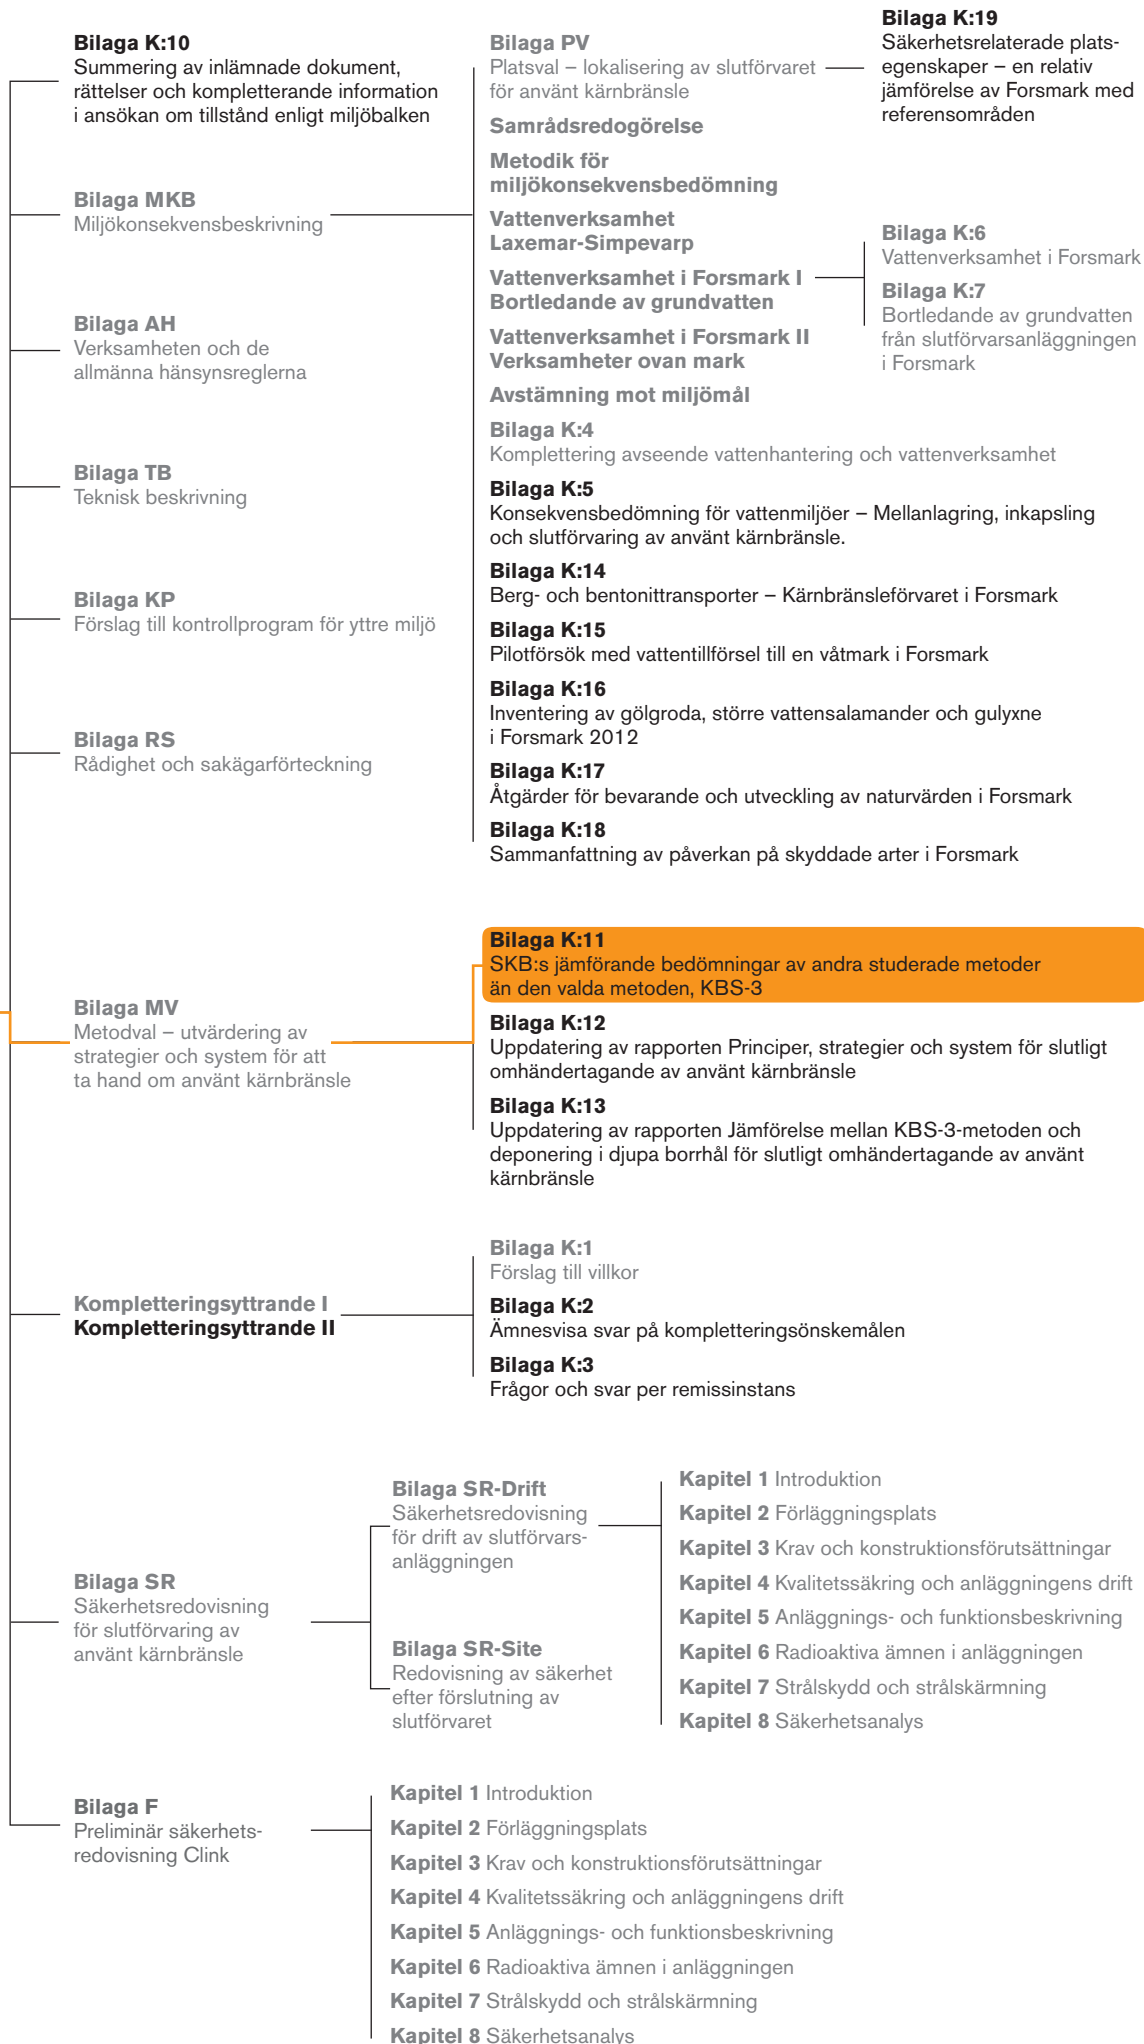 Bilaga K:10
Summering av inlämnade dokument,
rättelser och kompletterande information
i ansökan om tillstånd enligt miljöbalken
Bilaga MKB
Miljökonsekvensbeskrivning
Bilaga AH
Verksamheten och de
allmänna hänsynsreglerna
Bilaga TB
Teknisk beskrivning
Bilaga KP
Förslag till kontrollprogram för yttre miljö
Bilaga RS
Rådighet och sakägarförteckning
Bilaga PV
Platsval – lokalisering av slutförvaret
för använt kärnbränsle
Bilaga K:19
Säkerhetsrelaterade plats-
egenskaper – en relativ
jämförelse av Forsmark med
referensområden
Samrådsredogörelse
Metodik för
miljökonsekvensbedömning
Vattenverksamhet
Laxemar-Simpevarp
Vattenverksamhet i Forsmark I
Bortledande av grundvatten
Bilaga K:6
Vattenverksamhet i Forsmark
Bilaga K:7
Bortledande av grundvatten
från slutförvarsanläggningen
i Forsmark
Vattenverksamhet i Forsmark II
Verksamheter ovan mark
Avstämning mot miljömål
Bilaga K:4
Komplettering avseende vattenhantering och vattenverksamhet
Bilaga K:5
Konsekvensbedömning för vattenmiljöer – Mellanlagring, inkapsling
och slutförvaring av använt kärnbränsle.
Bilaga K:14
Berg- och bentonittransporter – Kärnbränsleförvaret i Forsmark
Bilaga K:15
Pilotförsök med vattentillförsel till en våtmark i Forsmark
Bilaga K:16
Inventering av gölgroda, större vattensalamander och gulyxne
i Forsmark 2012
Bilaga K:17
Åtgärder för bevarande och utveckling av naturvärden i Forsmark
Bilaga K:18
Sammanfattning av påverkan på skyddade arter i Forsmark
Bilaga MV
Metodval – utvärdering av
strategier och system för att
ta hand om använt kärnbränsle
Bilaga K:11
SKB:s jämförande bedömningar av andra studerade metoder
än den valda metoden, KBS-3
Bilaga K:12
Uppdatering av rapporten Principer, strategier och system för slutligt
omhändertagande av använt kärnbränsle
Bilaga K:13
Uppdatering av rapporten Jämförelse mellan KBS-3-metoden och
deponering i djupa borrhål för slutligt omhändertagande av använt
kärnbränsle
Kompletteringsyttrande I
Kompletteringsyttrande II
Bilaga K:1
Förslag till villkor
Bilaga K:2
Ämnesvisa svar på kompletteringsönskemålen
Bilaga K:3
Frågor och svar per remissinstans
Bilaga SR
Säkerhetsredovisning
för slutförvaring av
använt kärnbränsle
Bilaga SR-Drift
Säkerhetsredovisning
för drift av slutförvars-
anläggningen
Bilaga SR-Site
Redovisning av säkerhet
efter förslutning av
slutförvaret
Kapitel 1 Introduktion
Kapitel 2 Förläggningsplats
Kapitel 3 Krav och konstruktionsförutsättningar
Kapitel 4 Kvalitetssäkring och anläggningens drift
Kapitel 5 Anläggnings- och funktionsbeskrivning
Kapitel 6 Radioaktiva ämnen i anläggningen
Kapitel 7 Strålskydd och strålskärmning
Kapitel 8 Säkerhetsanalys
Bilaga F
Preliminär säkerhets-
redovisning Clink
Kapitel 1 Introduktion
Kapitel 2 Förläggningsplats
Kapitel 3 Krav och konstruktionsförutsättningar
Kapitel 4 Kvalitetssäkring och anläggningens drift
Kapitel 5 Anläggnings- och funktionsbeskrivning
Kapitel 6 Radioaktiva ämnen i anläggningen
Kapitel 7 Strålskydd och strålskärmning
Kapitel 8 Säkerhetsanalys